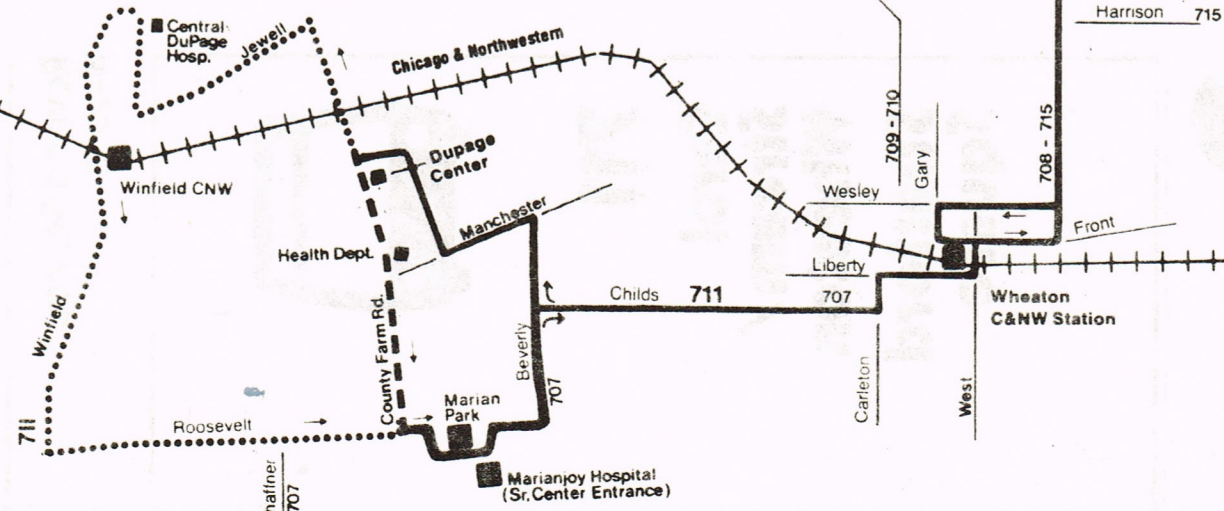 Harrison 715
Central
DuPage
Hosp.
Jewell
Chicago & Northwestern
709 - 710
Gary
708 - 715
Dupage
Center
Winfield CNW
Wesley
Manchester
Front
Health Dept.
Liberty
Childs 711 707
Wheaton
C&NW Station
Winfield
County Farm Rd.
Beverly
707
Carleton
West
Marian
Park
711
Roosevelt
Marianjoy Hospital
(Sr. Center Entrance)
haffner
707